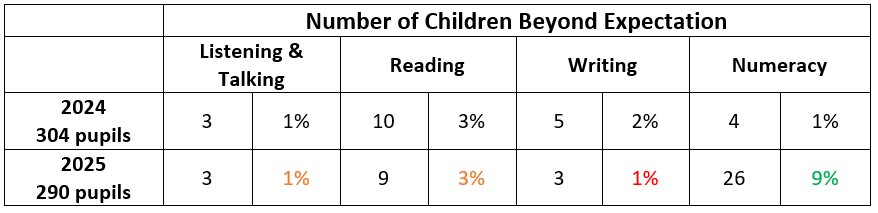 Number of Children Beyond Expectation
Listening &
Talking
Reading
Writing
Numeracy
2024
304 pupils
3 1% 10 3% 5 2% 4 1%
2025
290 pupils
3 1% 9 3% 3 1% 26 9%